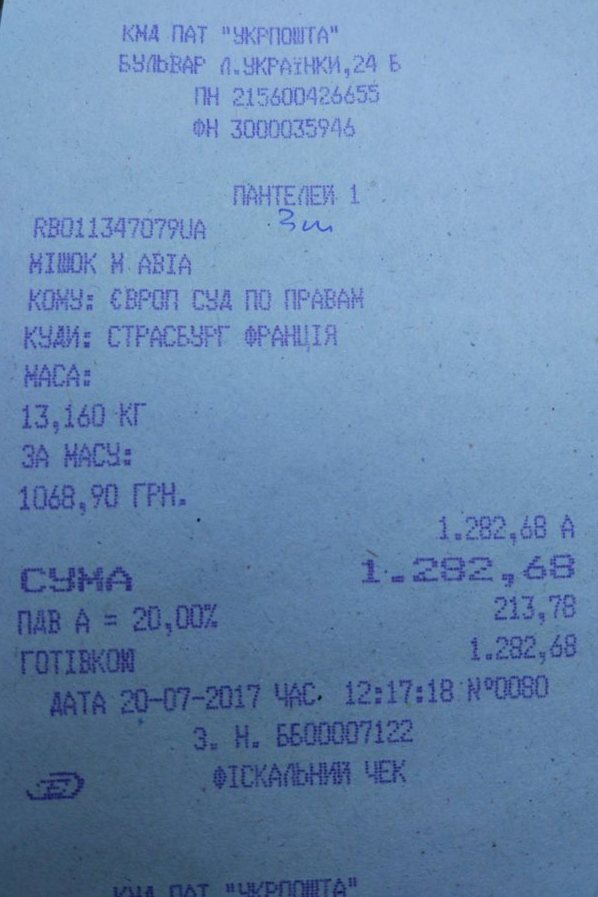 КМД ПАТ "УКРПОШТА"
БУЛЬВАР Л.УКРАЇНКИ,24 Б
ПН 215600426655
ФН 3000035946
ПАНТЕЛЕЙ 1
RB011347079UA
3 ш
МІШОК М АВІА
КОМУ: ЄВРОП СУД ПО ПРАВАМ
КУДИ: СТРАСБУРГ ФРАНЦІЯ
МАСА:
13,160 КГ
ЗА МАСУ:
1068,90 ГРН.
1.282,68 А
СУМА 1.282,68
ПДВ А = 20,00% 213,78
ГОТІВКОЮ 1.282,68
ДАТА 20-07-2017 ЧАС. 12:17:18 №0080
З. Н. ББ00007122
ФІСКАЛЬНИЙ ЧЕК
КМД ПАТ "УКРПОШТА"